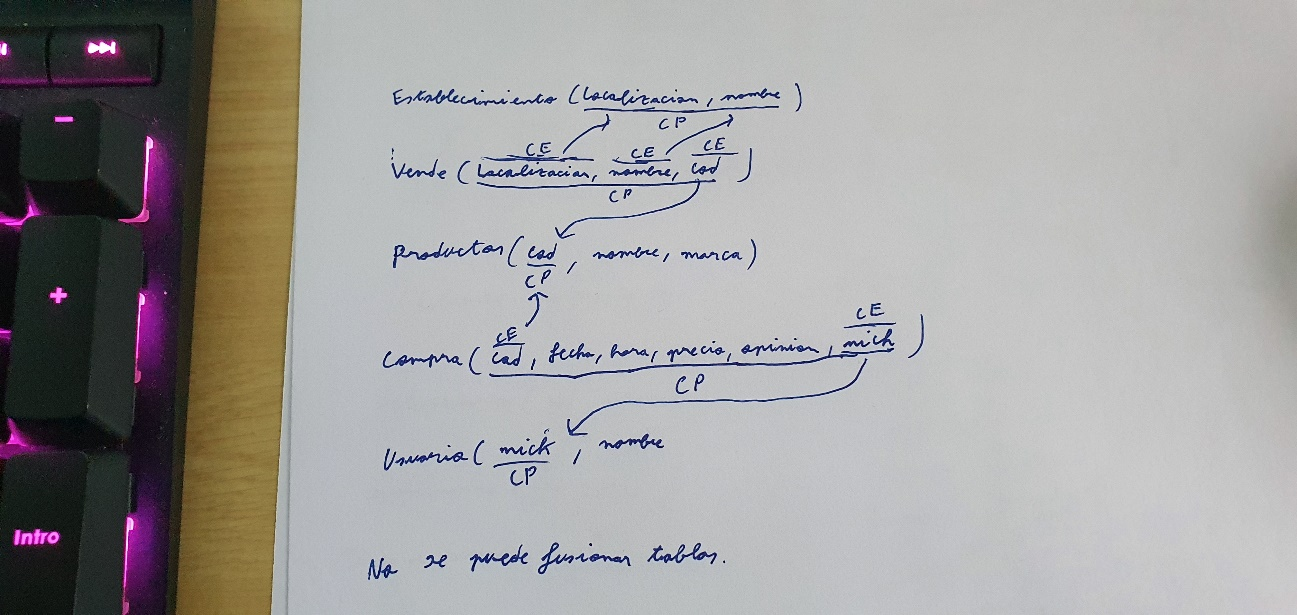 Establecimiento (localizacion, nombre)
CP
CE CE CE
Vende (localizacion, nombre, cod)
CP
Productos (cod, nombre, marca)
CP
CE CE
Compra (cod, fecha, hora, precio, opinion, nick)
CP
Usuario (nick, nombre
CP
No se puede fusionar tablas.
-
+
Intro